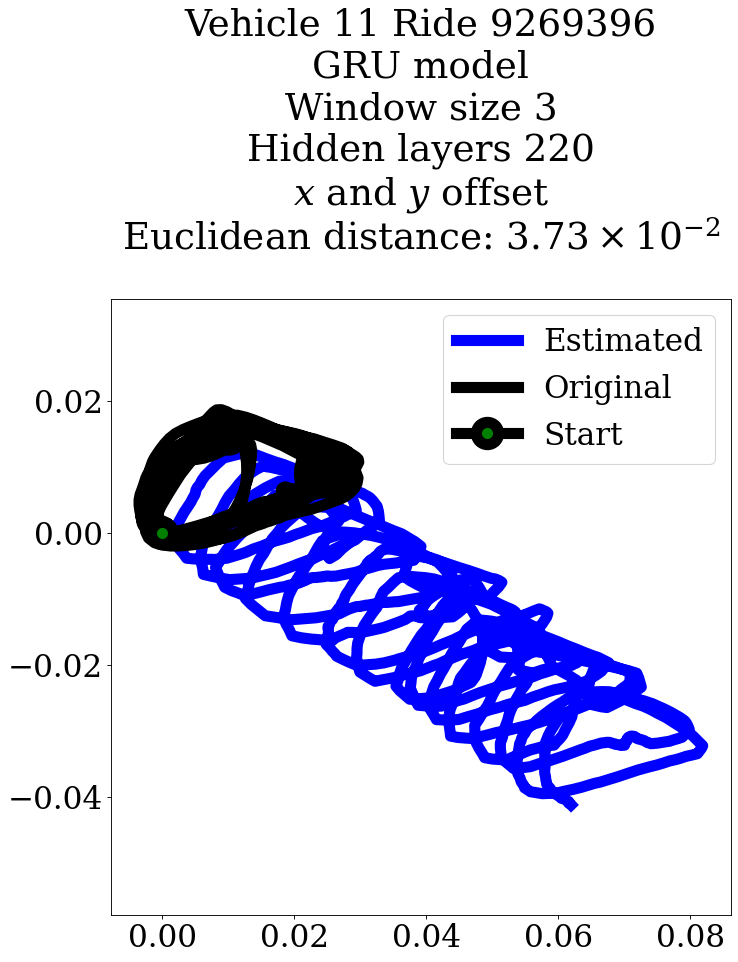 Vehicle 11 Ride 9269396
GRU model
Window size 3
Hidden layers 220
x and y offset
Euclidean distance: 3.73 × 10⁻²
Estimated
Original
Start
0.02
0.00
−0.02
−0.04
0.00 0.02 0.04 0.06 0.08